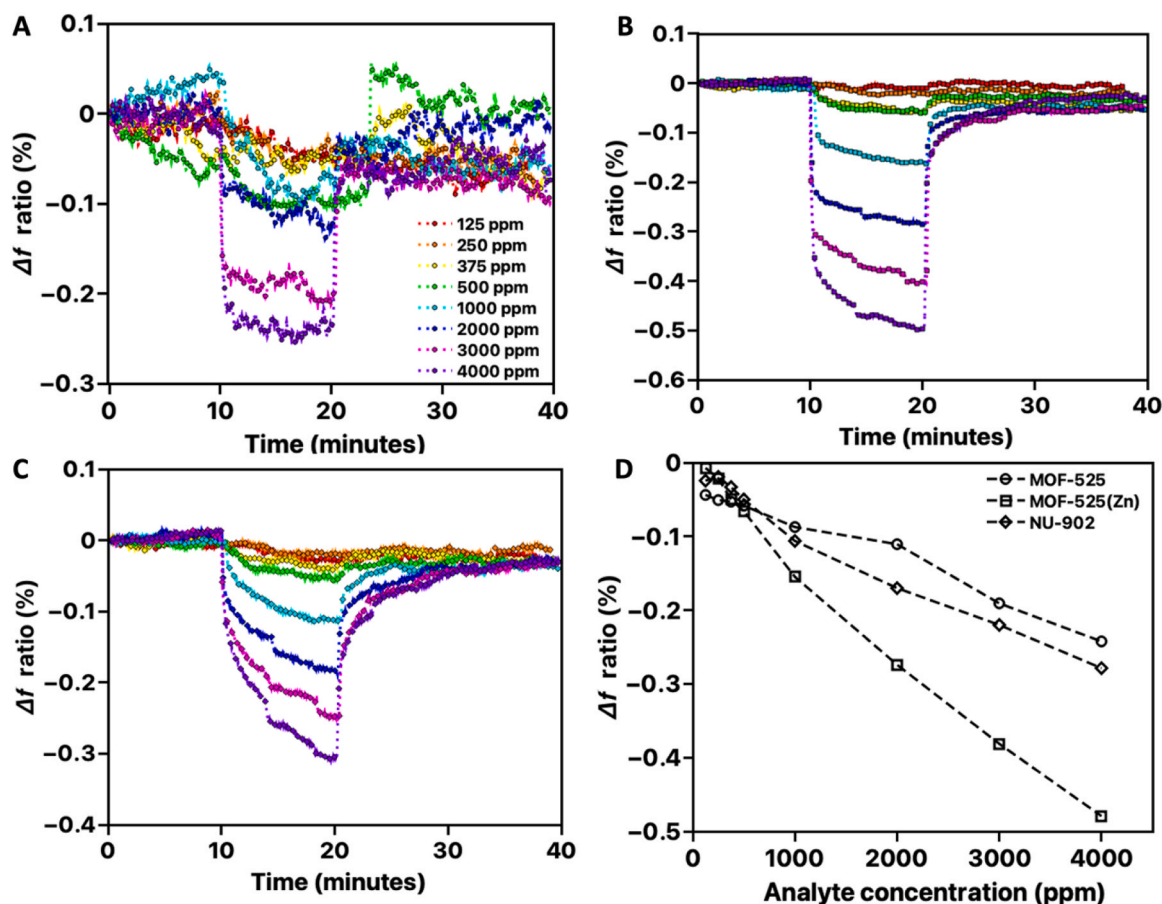 A
0.1
0
−0.1
−0.2
−0.3
Δf ratio (%)
0 10 20 30 40
Time (minutes)
125 ppm
250 ppm
375 ppm
500 ppm
1000 ppm
2000 ppm
3000 ppm
4000 ppm
B
0.1
0
−0.1
−0.2
−0.3
−0.4
−0.5
−0.6
Δf ratio (%)
0 10 20 30 40
Time (minutes)
C
0.1
0
−0.1
−0.2
−0.3
−0.4
Δf ratio (%)
0 10 20 30 40
Time (minutes)
D
0
−0.1
−0.2
−0.3
−0.4
−0.5
Δf ratio (%)
MOF-525
MOF-525(Zn)
NU-902
0 1000 2000 3000 4000
Analyte concentration (ppm)